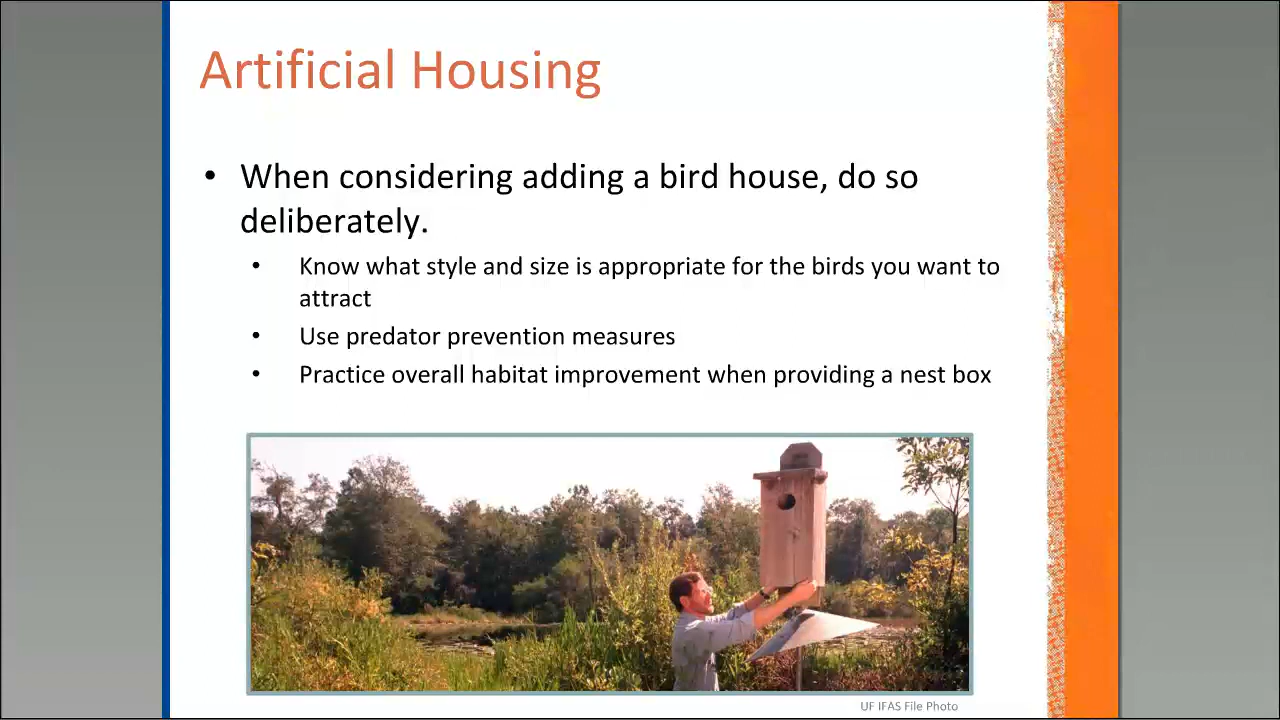 Artificial Housing
• When considering adding a bird house, do so
deliberately.
• Know what style and size is appropriate for the birds you want to
attract
• Use predator prevention measures
• Practice overall habitat improvement when providing a nest box
UF IFAS File Photo